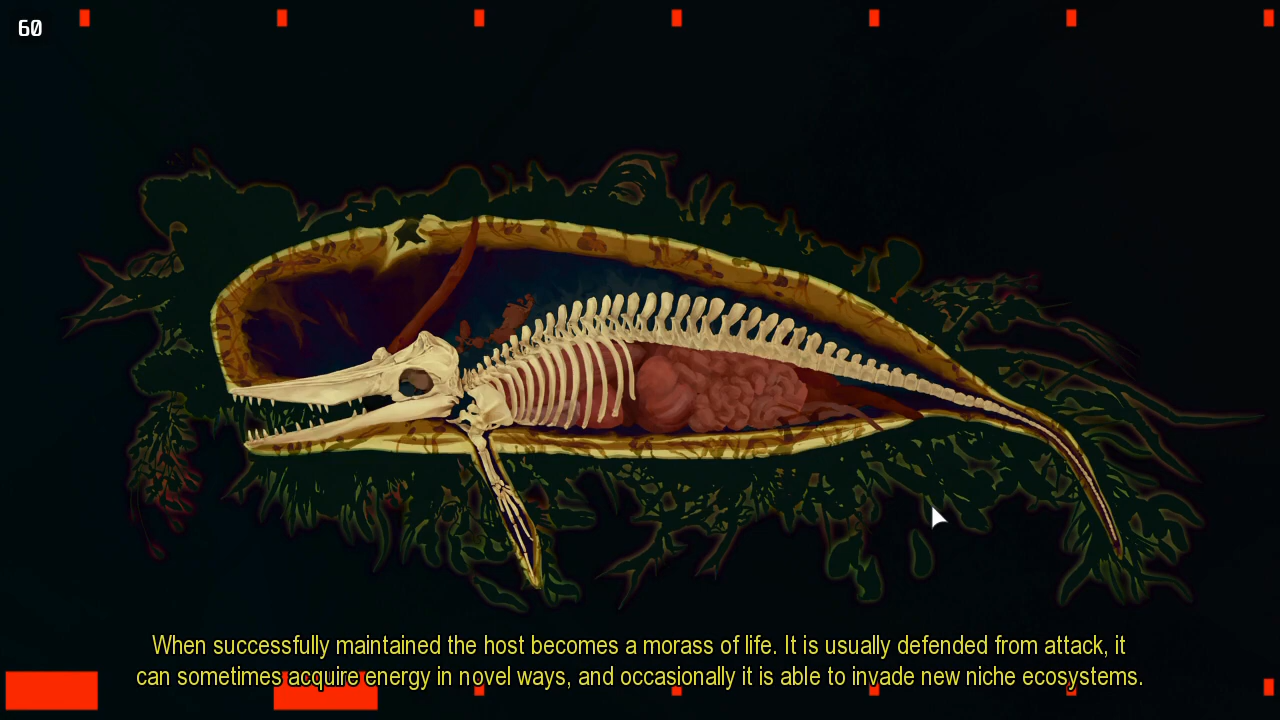 60
When successfully maintained the host becomes a morass of life. It is usually defended from attack, it
can sometimes acquire energy in novel ways, and occasionally it is able to invade new niche ecosystems.